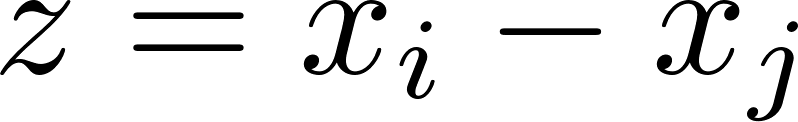 z = x_i - x_j